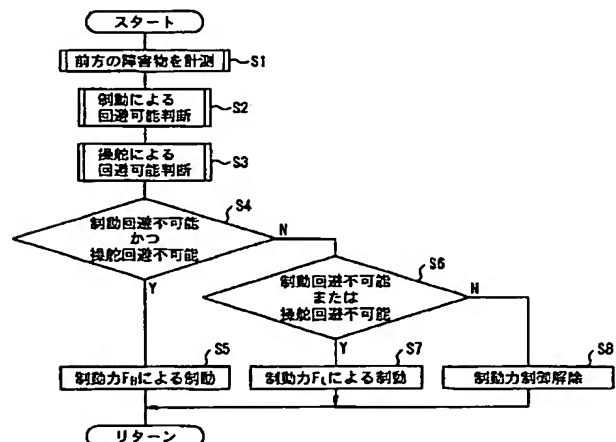 スタート
前方の障害物を計測
S1
制動による
回避可能判断
S2
操舵による
回避可能判断
S3
制動回避不可能
かつ
操舵回避不可能
S4
N
Y
制動回避不可能
または
操舵回避不可能
S6
N
Y
制動力FHによる制動
S5
制動力FLによる制動
S7
制動力制御解除
S8
リターン